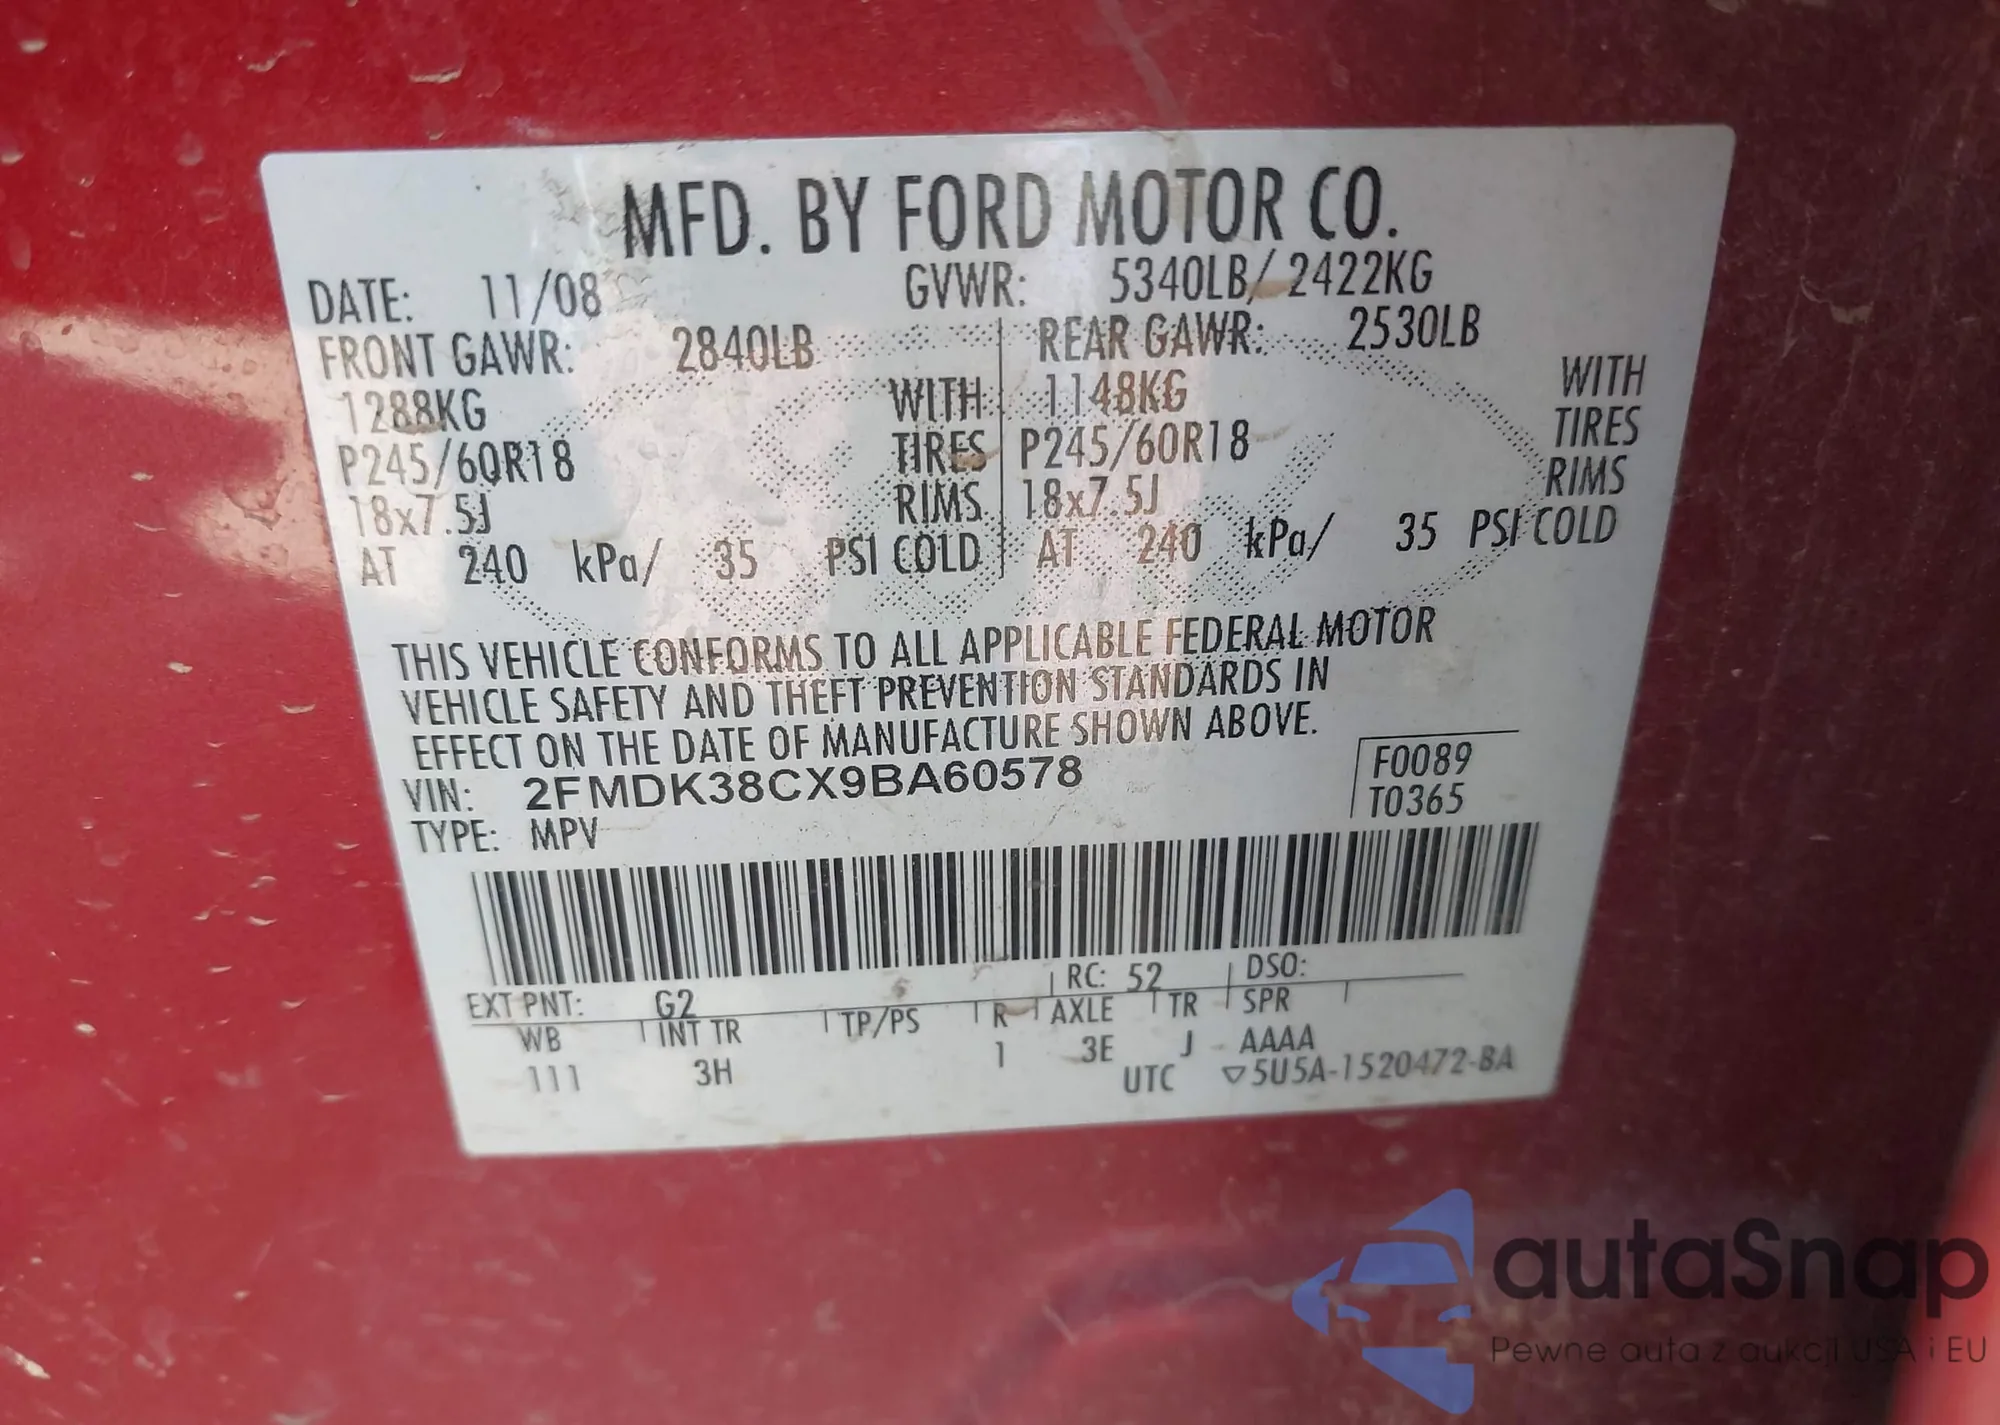 MFD. BY FORD MOTOR CO.
DATE: 11/08 GVWR: 5340LB/ 2422KG
FRONT GAWR: 2840LB REAR GAWR: 2530LB
1288KG WITH 1148KG WITH
P245/60R18 TIRES P245/60R18 TIRES
18x7.5J RIMS 18x7.5J RIMS
AT 240 kPa/ 35 PSI COLD AT 240 kPa/ 35 PSI COLD
THIS VEHICLE CONFORMS TO ALL APPLICABLE FEDERAL MOTOR
VEHICLE SAFETY AND THEFT PREVENTION STANDARDS IN
EFFECT ON THE DATE OF MANUFACTURE SHOWN ABOVE.
VIN: 2FMDK38CX9BA60578 F0089
TYPE: MPV T0365
EXT PNT: G2 RC: 52 DSO:
WB INT TR TP/PS R AXLE TR SPR
111 3H 1 3E J AAAA
UTC ▽5U5A-1520472-BA
autaSnap
Pewne auta z aukcji USA i EU